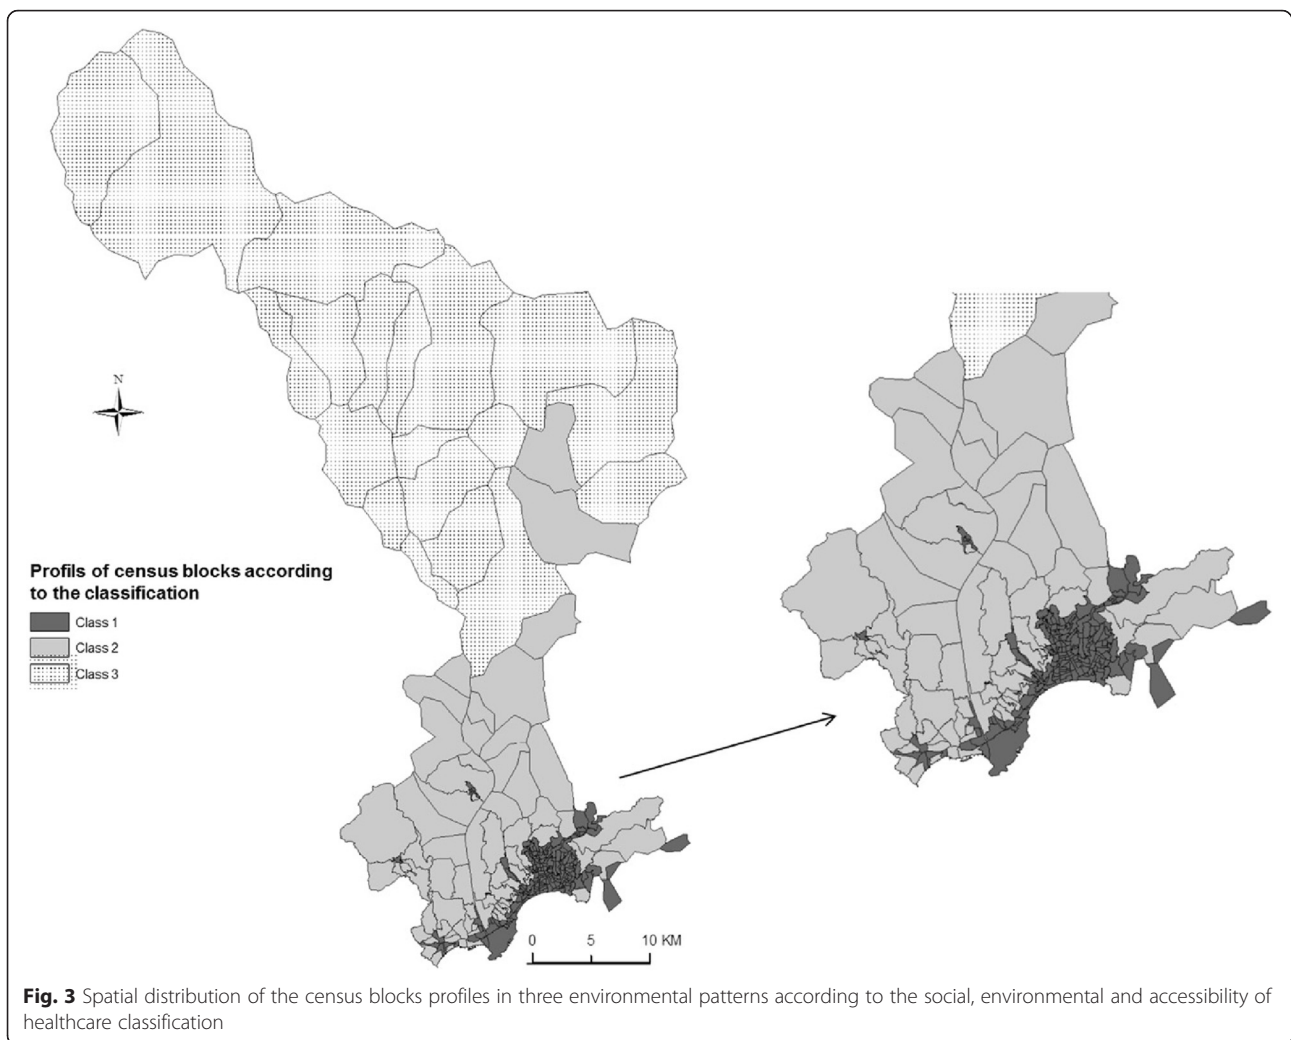 N
Profils of census blocks according
to the classification
Class 1
Class 2
Class 3
0 5 10 KM
Fig. 3 Spatial distribution of the census blocks profiles in three environmental patterns according to the social, environmental and accessibility of
healthcare classification